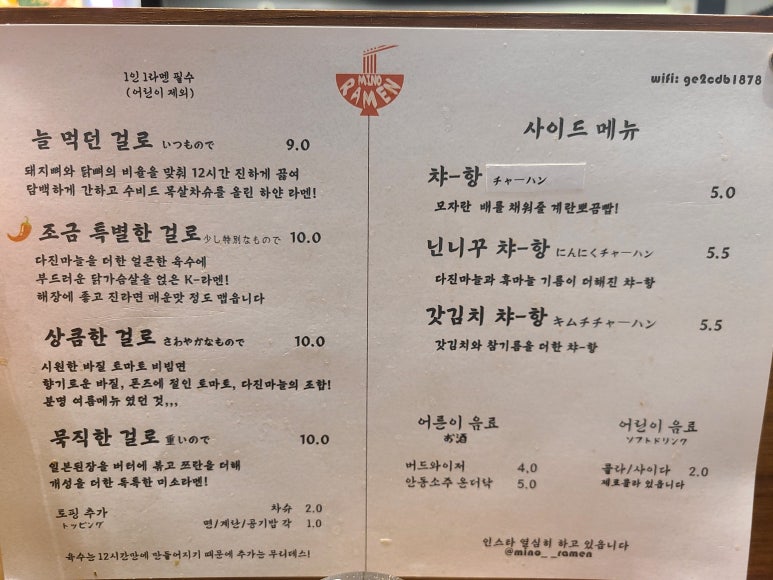 1인 1라멘 필수
(어린이 제외)
MINO
RAMEN
wifi: ge2cdb1878
늘 먹던 걸로 いつもので 9.0
돼지뼈와 닭뼈의 비율을 맞춰 12시간 진하게 끓여
담백하게 간하고 수비드 목살차슈를 올린 하얀 라멘!
조금 특별한 걸로 少し特別なもので 10.0
다진마늘을 더한 얼큰한 육수에
부드러운 닭가슴살을 얹은 K-라멘!
해장에 좋고 진라면 매운맛 정도 맵읍니다
상큼한 걸로 さわやかなもので 10.0
시원한 바질 토마토 비빔면
향기로운 바질, 폰즈에 절인 토마토, 다진마늘의 조합!
분명 여름메뉴 였던 것,,,
묵직한 걸로 重いので 10.0
일본된장을 버터에 볶고 쯔란을 더해
개성을 더한 독특한 미소라멘!
토핑 추가 차슈 2.0
トッピング 면/계난/공기밥 각 1.0
육수는 12시간만에 만들어지기 때문에 추가는 무리데스!
사이드 메뉴
챠-항 チャーハン 5.0
모자란 배를 채워줄 계란뽀끔빱!
닌니꾸 챠-항 にんにくチャーハン 5.5
다진마늘과 흑마늘 기름이 더해진 챠-항
갓김치 챠-항 キムチチャーハン 5.5
갓김치와 참기름을 더한 챠-항
어른이 음료
お酒
버드와이저 4.0
안동소주 온더락 5.0
어린이 음료
ソフトドリンク
콜라/사이다 2.0
제로콜라 있읍니다
인스타 열심히 하고 있읍니다
@mino_ _ramen